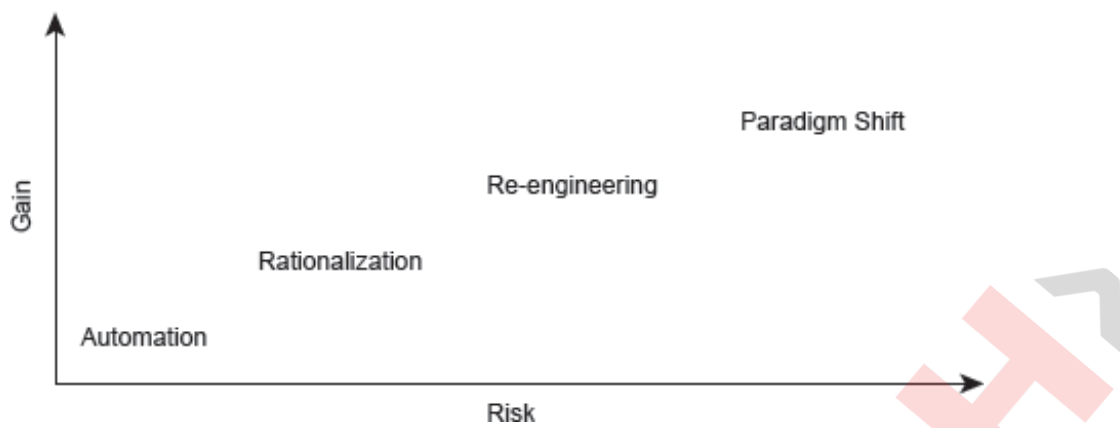 Paradigm Shift
Re-engineering
Gain
Rationalization
Automation
Risk